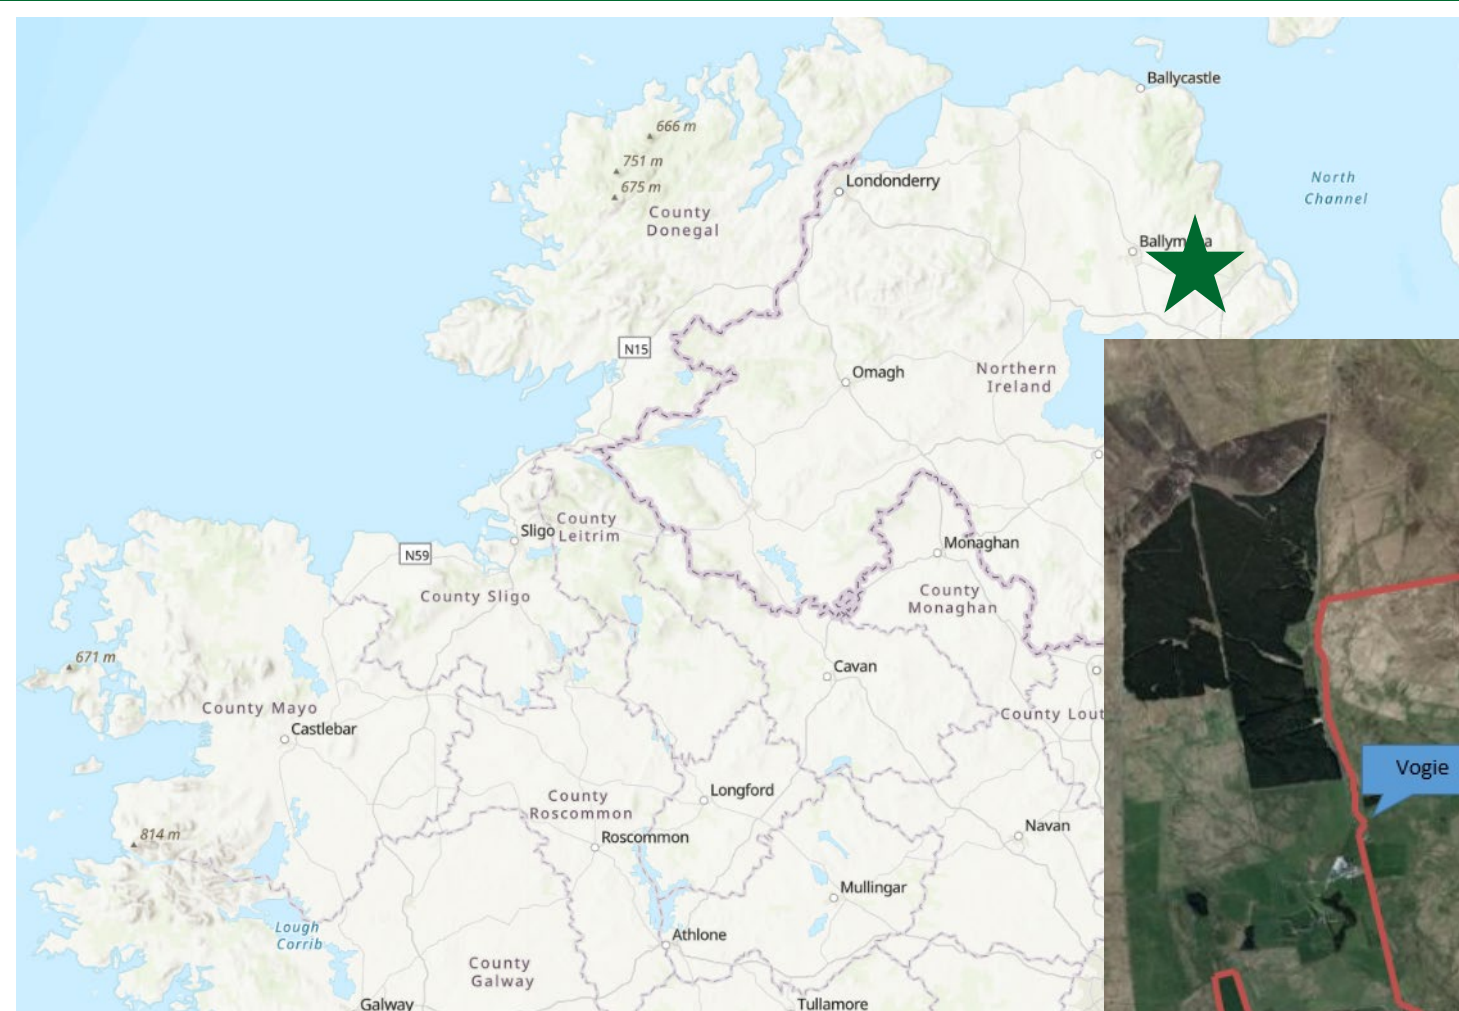 Ballycastle
666 m
751 m
675 m
County
Donegal
Londonderry
North
Channel
N15
Omagh
Northern
Ireland
Sligo
County
Leitrim
N59
County Sligo
Monaghan
County
Monaghan
671 m
Cavan
County Mayo
Castlebar
County Lout
Vogie
Longford
County
Roscommon
Roscommon
Navan
814 m
Mullingar
Lough
Corrib
Athlone
County
Galway
Galway
Tullamore